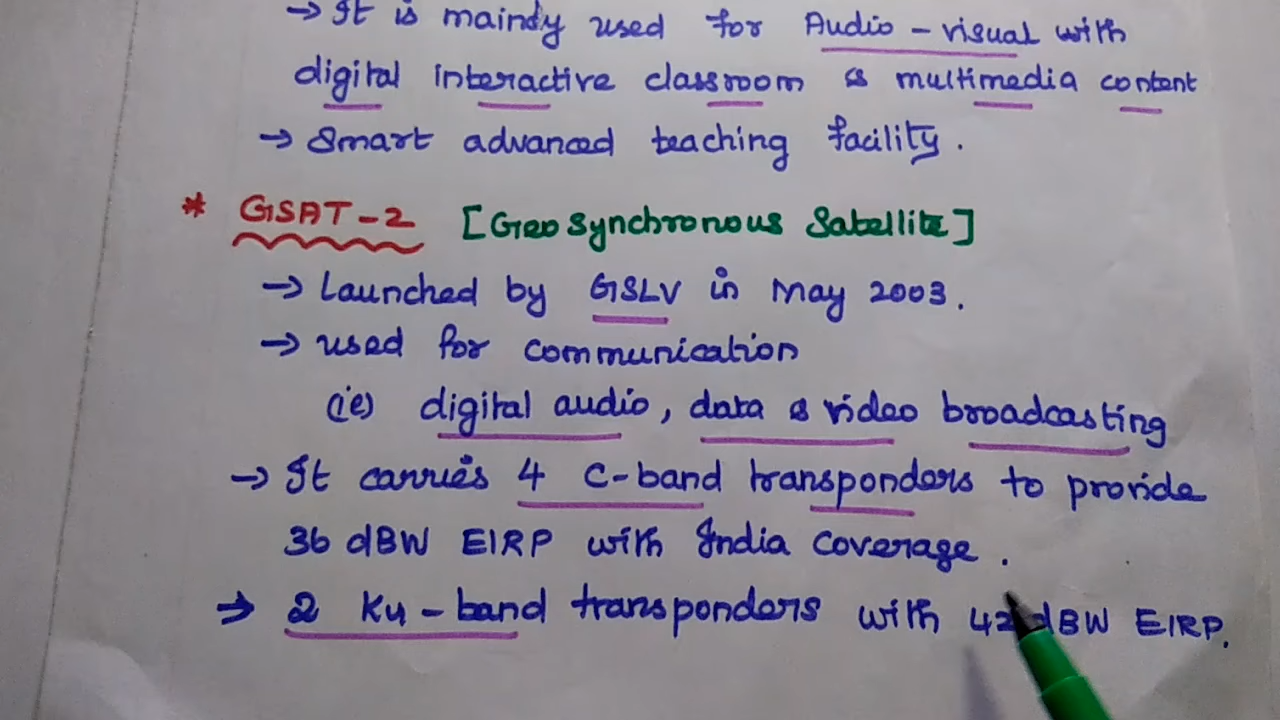 → It is mainly used for Audio - visual with
digital interactive classroom & multimedia content
→ Smart advanced teaching facility.
* GSAT-2 [Geo Synchronous Satellite]
→ Launched by GSLV in May 2003.
→ used for communication
(ie) digital audio, data & video broadcasting
→ It carries 4 C-band transponders to provide
36 dBW EIRP with India coverage.
→ 2 Ku-band transponders with 42 dBW EIRP.